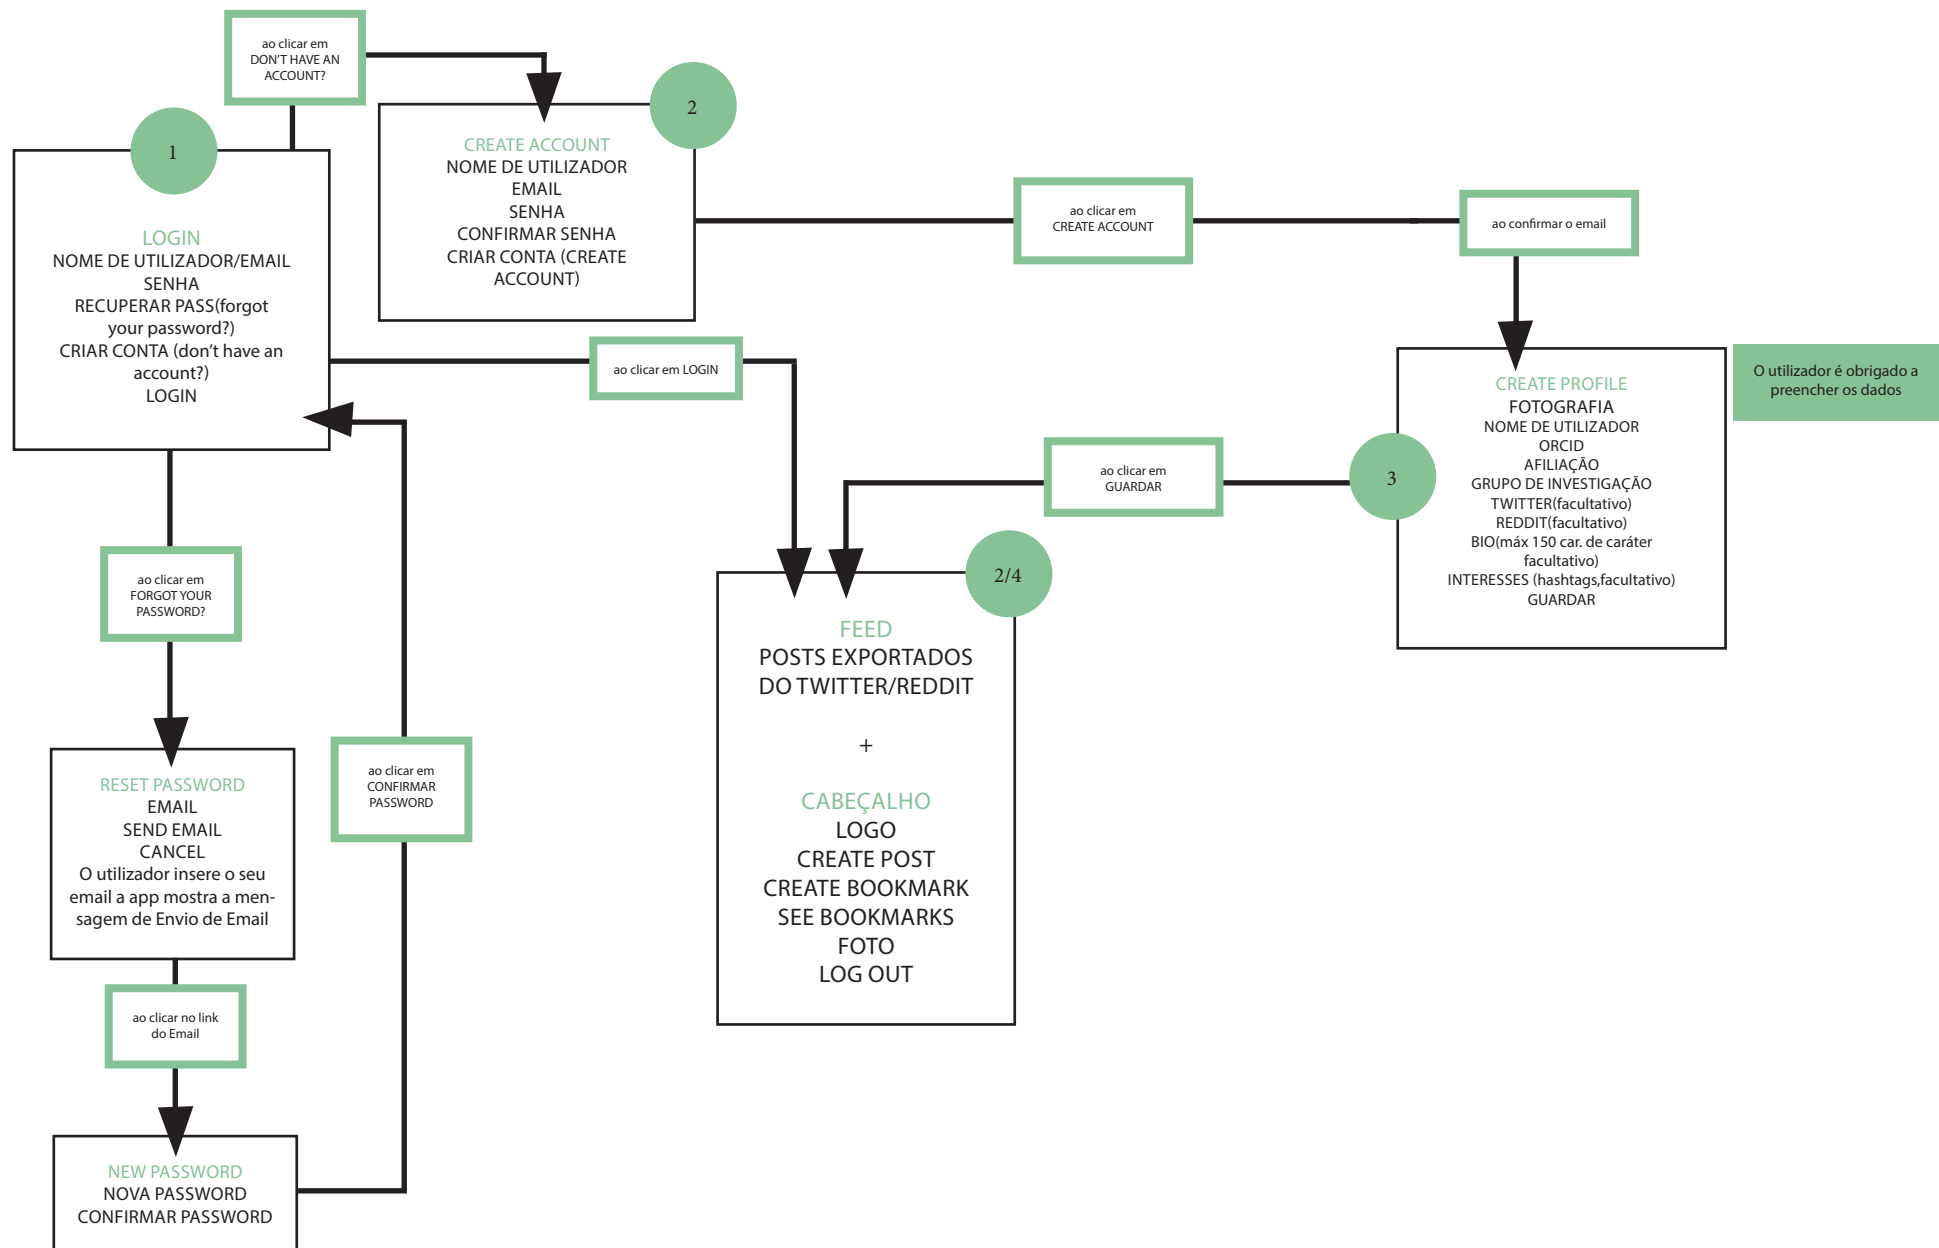 ao clicar em
DON'T HAVE AN
ACCOUNT?
1
LOGIN
NOME DE UTILIZADOR/EMAIL
SENHA
RECUPERAR PASS(forgot
your password?)
CRIAR CONTA (don't have an
account?)
LOGIN
2
CREATE ACCOUNT
NOME DE UTILIZADOR
EMAIL
SENHA
CONFIRMAR SENHA
CRIAR CONTA (CREATE
ACCOUNT)
ao clicar em
CREATE ACCOUNT
ao confirmar o email
ao clicar em LOGIN
CREATE PROFILE
FOTOGRAFIA
NOME DE UTILIZADOR
ORCID
AFILIAÇÃO
GRUPO DE INVESTIGAÇÃO
TWITTER(facultativo)
REDDIT(facultativo)
BIO(máx 150 car. de caráter
facultativo)
INTERESSES (hashtags,facultativo)
GUARDAR
O utilizador é obrigado a
preencher os dados
3
ao clicar em
GUARDAR
2/4
FEED
POSTS EXPORTADOS
DO TWITTER/REDDIT
+
CABEÇALHO
LOGO
CREATE POST
CREATE BOOKMARK
SEE BOOKMARKS
FOTO
LOG OUT
ao clicar em
FORGOT YOUR
PASSWORD?
RESET PASSWORD
EMAIL
SEND EMAIL
CANCEL
O utilizador insere o seu
email a app mostra a men-
sagem de Envio de Email
ao clicar em
CONFIRMAR
PASSWORD
ao clicar no link
do Email
NEW PASSWORD
NOVA PASSWORD
CONFIRMAR PASSWORD